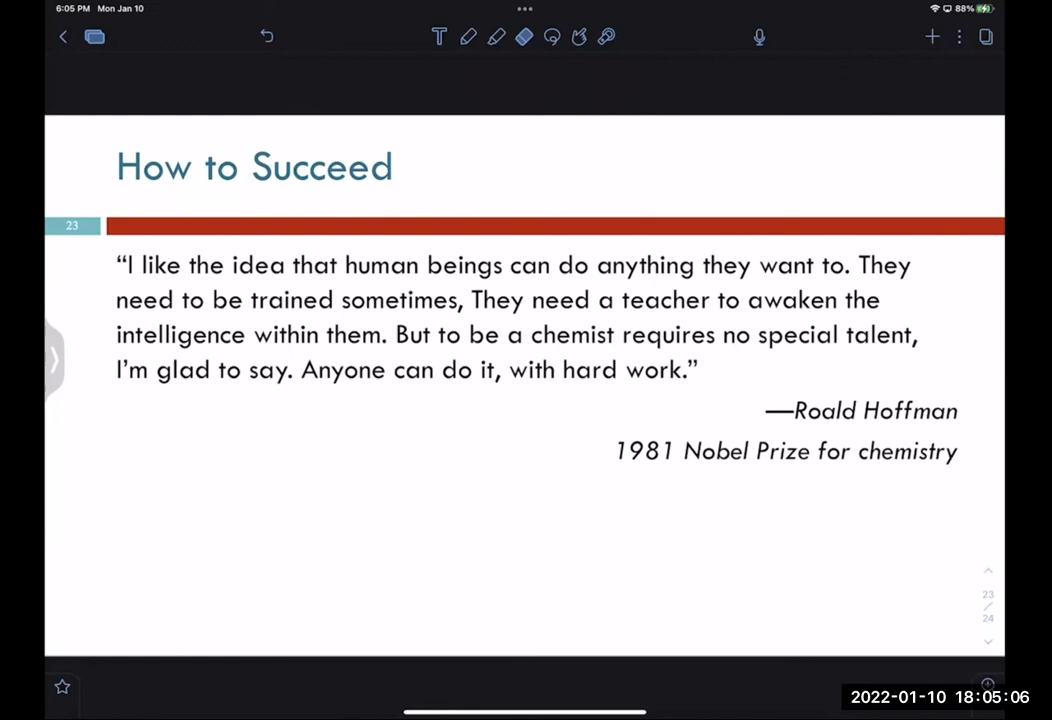 6:05 PM Mon Jan 10
88%
How to Succeed
23
“I like the idea that human beings can do anything they want to. They
need to be trained sometimes, They need a teacher to awaken the
intelligence within them. But to be a chemist requires no special talent,
I’m glad to say. Anyone can do it, with hard work.”
—Roald Hoffman
1981 Nobel Prize for chemistry
23
/
24
2022-01-10 18:05:06